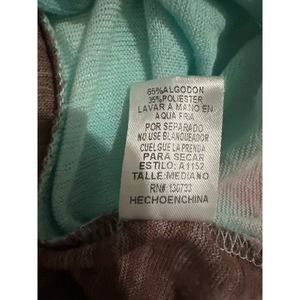 65%ALGODON
35%POLIESTER
LAVAR A MANO EN
AQUA FRIA
POR SEPARADO
NO USE BLANQUEADOR
CUELGUE LA PRENDA
PARA SECAR
ESTILO: A1152
TALLE:MEDIANO
RN# 130733
HECHOENCHINA